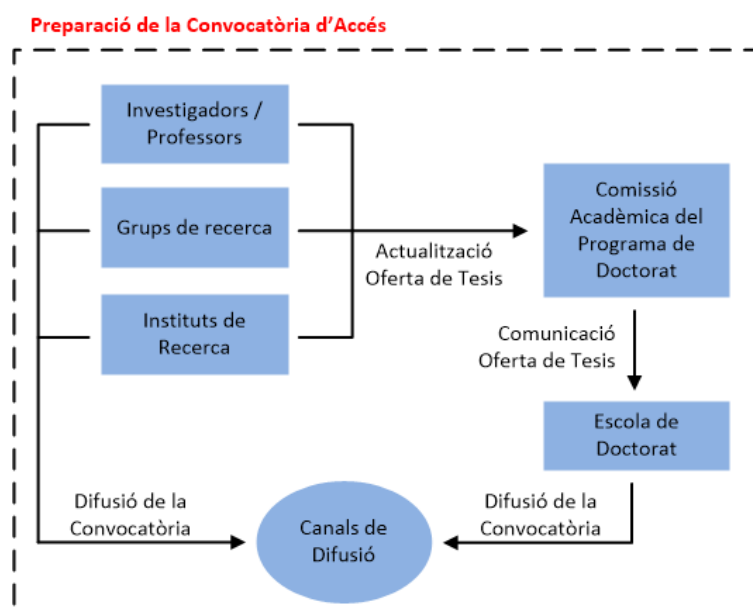 Preparació de la Convocatòria d'Accés
Investigadors /
Professors
Grups de recerca
Instituts de
Recerca
Actualització
Oferta de Tesis
Comissió
Acadèmica del
Programa de
Doctorat
Comunicació
Oferta de Tesis
Escola de
Doctorat
Difusió de la
Convocatòria
Canals de
Difusió
Difusió de la
Convocatòria